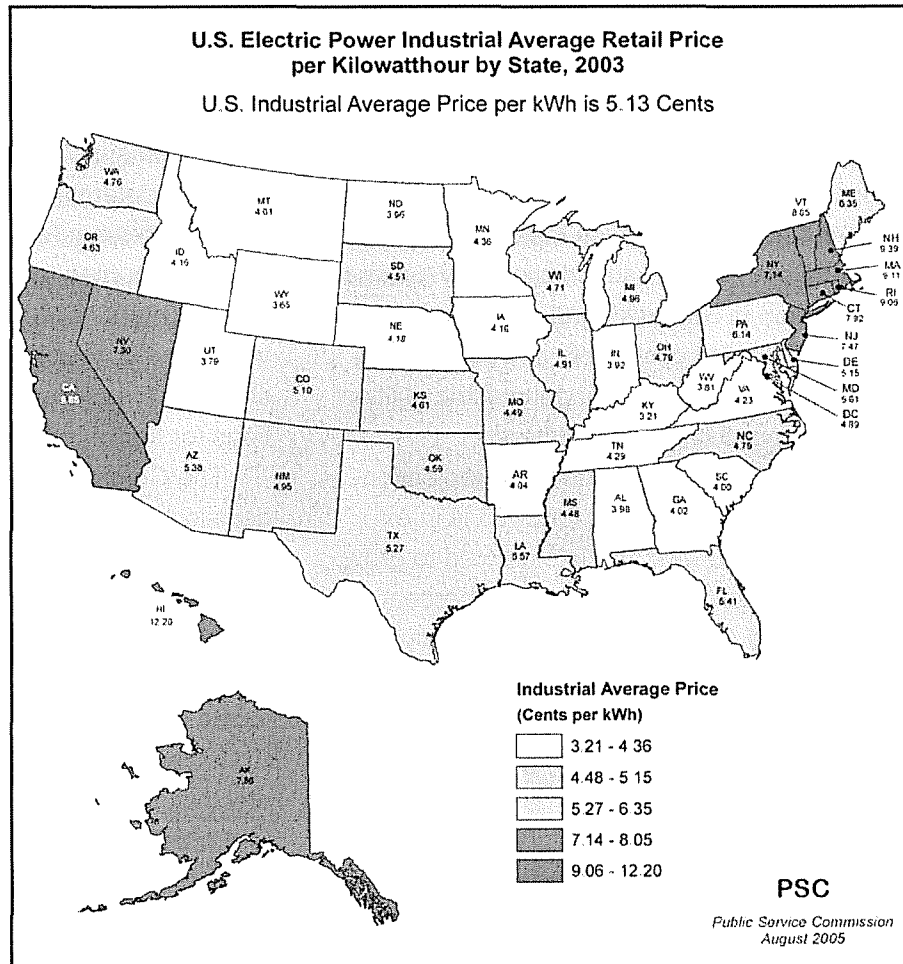 U.S. Electric Power Industrial Average Retail Price
per Kilowatthour by State, 2003
U.S. Industrial Average Price per kWh is 5.13 Cents
WA
4.76
OR
4.63
ID
4.16
MT
4.01
WY
3.65
NV
7.30
UT
3.79
CO
5.10
AZ
5.38
NM
4.95
ND
3.96
SD
4.51
NE
4.18
KS
4.61
OK
4.59
TX
5.27
MN
4.36
IA
4.16
MO
4.49
AR
4.04
LA
5.57
WI
4.71
IL
4.91
MI
4.96
IN
3.92
OH
4.79
KY
3.21
TN
4.29
MS
4.48
AL
3.98
GA
4.02
FL
5.41
SC
4.00
NC
4.79
VA
4.23
WV
3.81
PA
6.14
NY
7.14
VT
8.05
ME
6.35
NH
9.39
MA
9.11
RI
9.06
CT
7.92
NJ
7.47
DE
5.15
MD
5.61
DC
4.89
CA
HI
12.20
AK
Industrial Average Price
(Cents per kWh)
3.21 - 4.36
4.48 - 5.15
5.27 - 6.35
7.14 - 8.05
9.06 - 12.20
PSC
Public Service Commission
August 2005